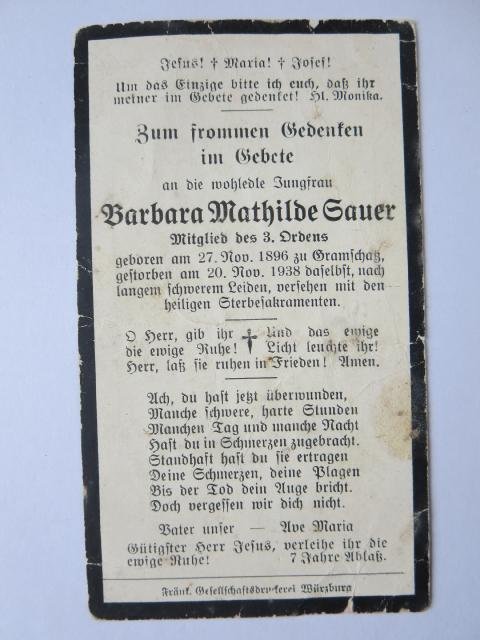 Jesus! † Maria! † Josef!
Um das Einzige bitte ich euch, daß ihr
meiner im Gebete gedenket! Hl. Monika.
Zum frommen Gedenken
im Gebete
an die wohledle Jungfrau
Barbara Mathilde Sauer
Mitglied des 3. Ordens
geboren am 27. Nov. 1896 zu Gramschatz,
gestorben am 20. Nov. 1938 daselbst, nach
langem schwerem Leiden, versehen mit den
heiligen Sterbesakramenten.
O Herr, gib ihr † Und das ewige
die ewige Ruhe! Licht leuchte ihr!
Herr, laß sie ruhen in Frieden! Amen.
Ach, du hast jetzt überwunden,
Manche schwere, harte Stunden
Manchen Tag und manche Nacht
Hast du in Schmerzen zugebracht.
Standhaft hast du sie ertragen
Deine Schmerzen, deine Plagen
Bis der Tod dein Auge bricht.
Doch vergessen wir dich nicht.
Vater unser — Ave Maria
Gütigster Herr Jesus, verleihe ihr die
ewige Ruhe! 7 Jahre Ablaß.
Fränk. Gesellschaftsdruckerei Würzburg